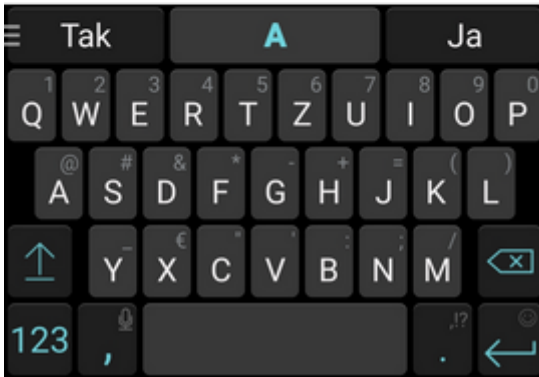 Tak A Ja
1 2 3 4 5 6 7 8 9 0
Q W E R T Z U I O P
@ # & * - + = ( )
A S D F G H J K L
_ € " ' : ; /
Y X C V B N M
,!?
123 , .